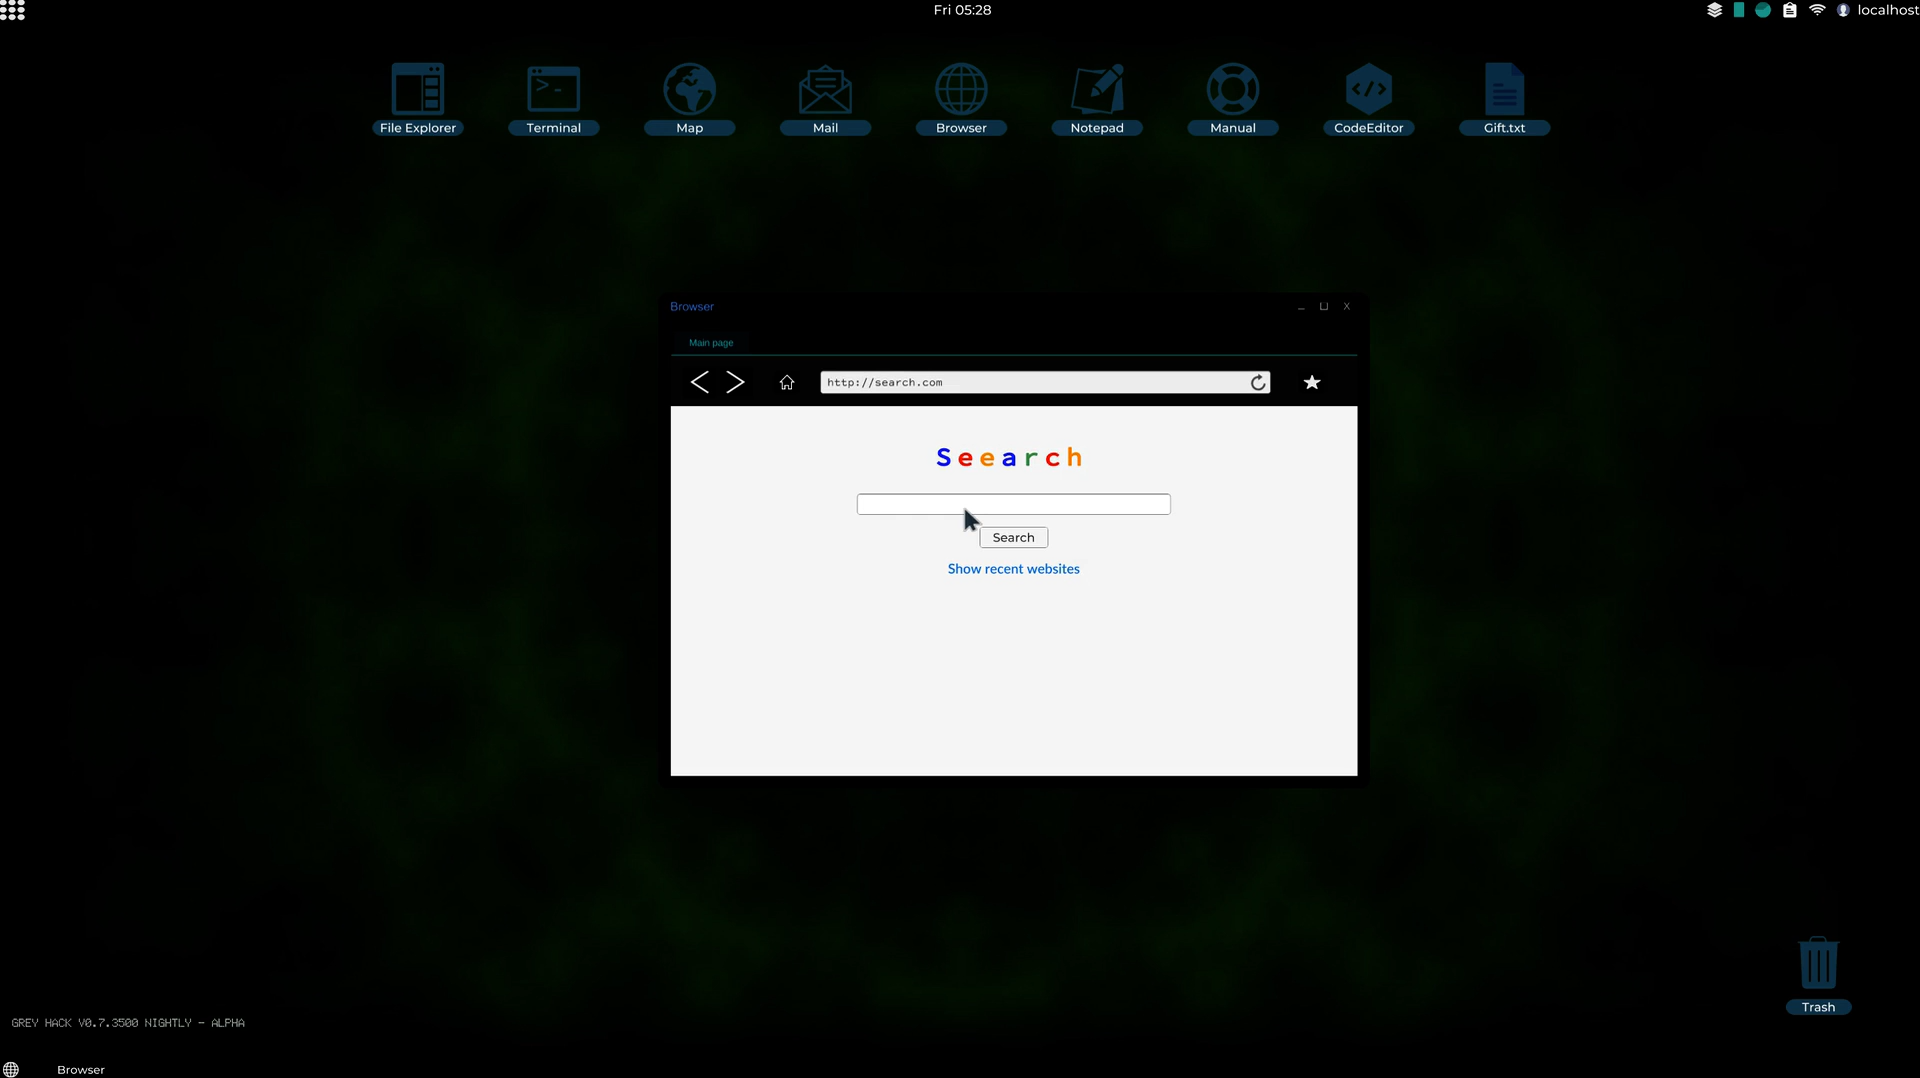 Fri 05:28
localhost
File Explorer
Terminal
Map
Mail
Browser
Notepad
Manual
CodeEditor
Gift.txt
Browser
Main page
http://search.com
Seearch
Search
Show recent websites
Trash
GREY HACK V0.7.3500 NIGHTLY - ALPHA
Browser